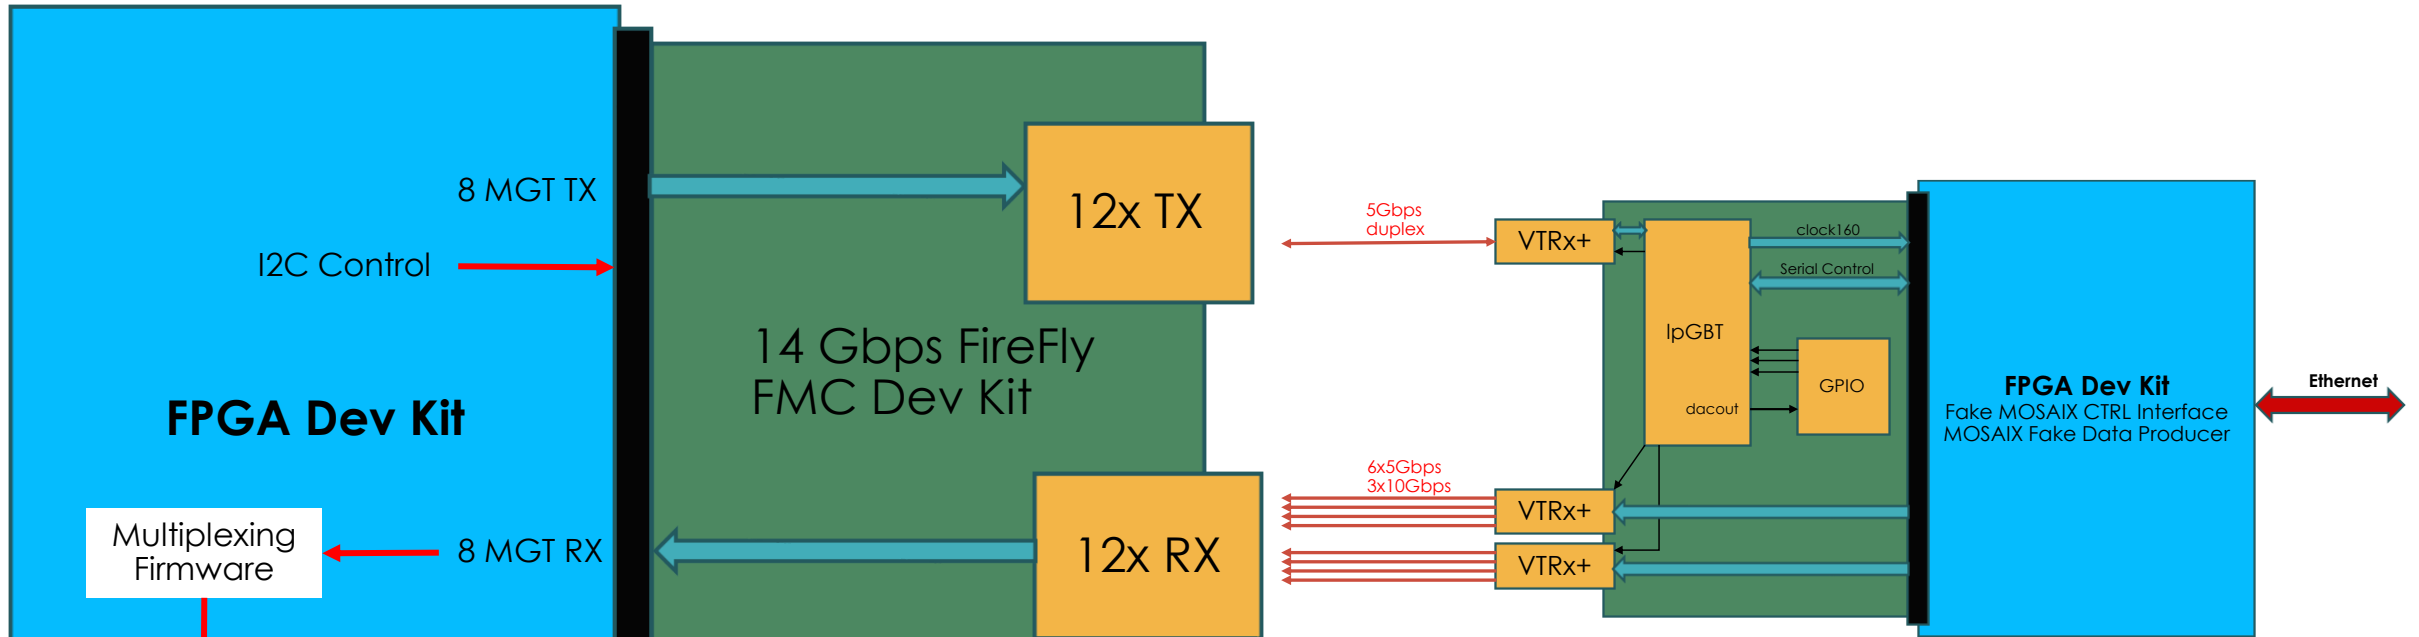 8 MGT TX
I2C Control
FPGA Dev Kit
Multiplexing
Firmware
8 MGT RX
14 Gbps FireFly
FMC Dev Kit
12x TX
12x RX
5Gbps
duplex
6x5Gbps
3x10Gbps
VTRx+
VTRx+
VTRx+
lpGBT
dacout
clock160
Serial Control
GPIO
FPGA Dev Kit
Fake MOSAIX CTRL Interface
MOSAIX Fake Data Producer
Ethernet